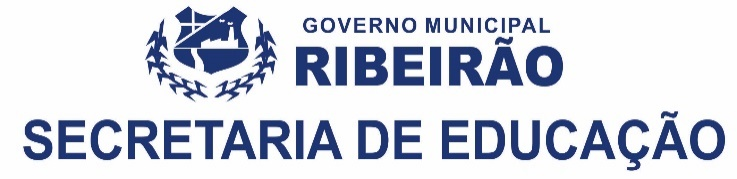 GOVERNO MUNICIPAL
RIBEIRÃO
SECRETARIA DE EDUCAÇÃO